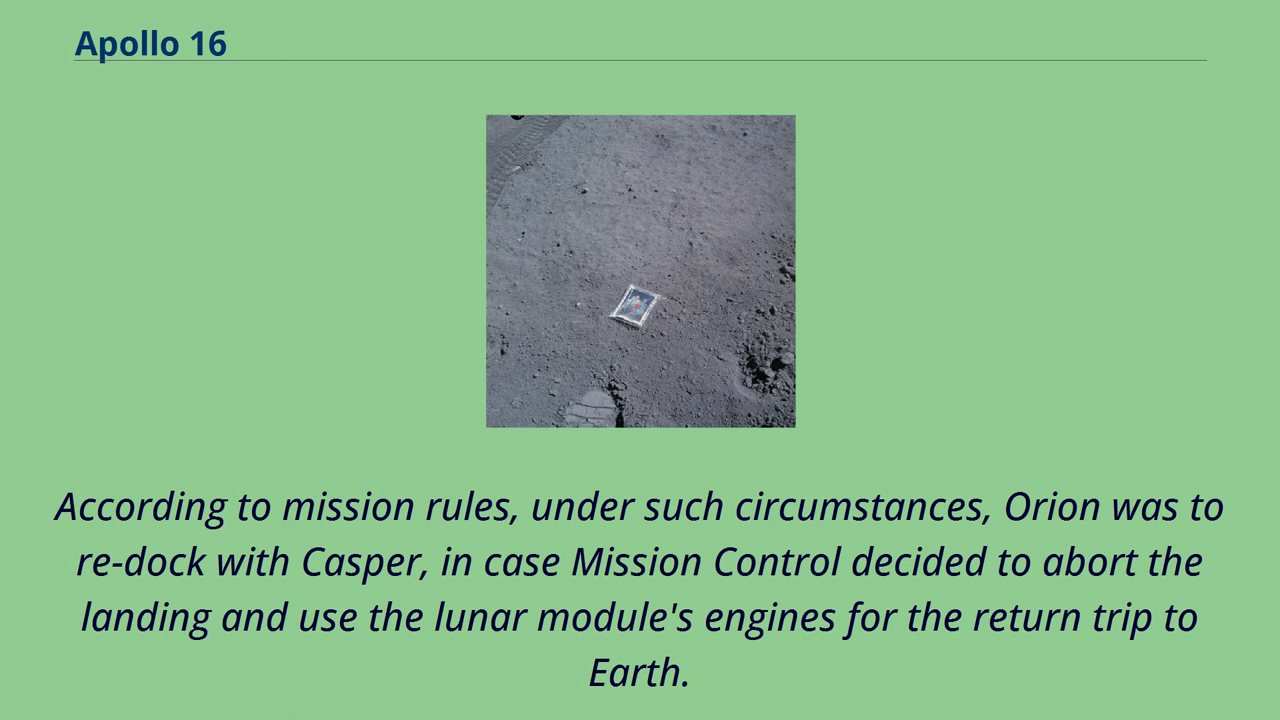 Apollo 16
According to mission rules, under such circumstances, Orion was to
re-dock with Casper, in case Mission Control decided to abort the
landing and use the lunar module's engines for the return trip to
Earth.